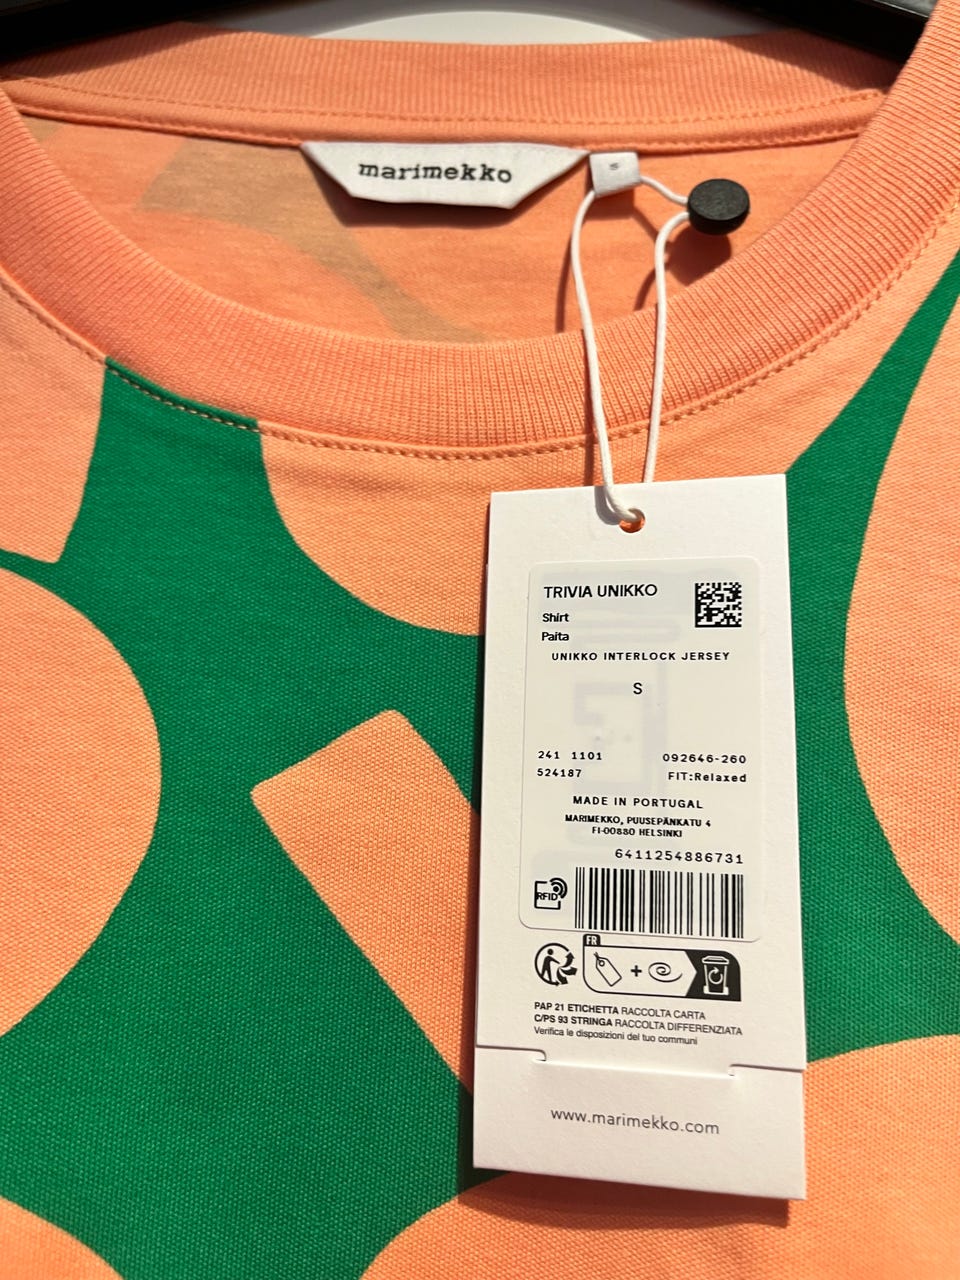 marimekko
S
TRIVIA UNIKKO
Shirt
Paita
UNIKKO INTERLOCK JERSEY
S
241 1101 092646-260
524187 FIT:Relaxed
MADE IN PORTUGAL
MARIMEKKO, PUUSEPÄNKATU 4
FI-00880 HELSINKI
6411254886731
RFID
FR
PAP 21 ETICHETTA RACCOLTA CARTA
C/PS 93 STRINGA RACCOLTA DIFFERENZIATA
Verifica le disposizioni del tuo communi
www.marimekko.com